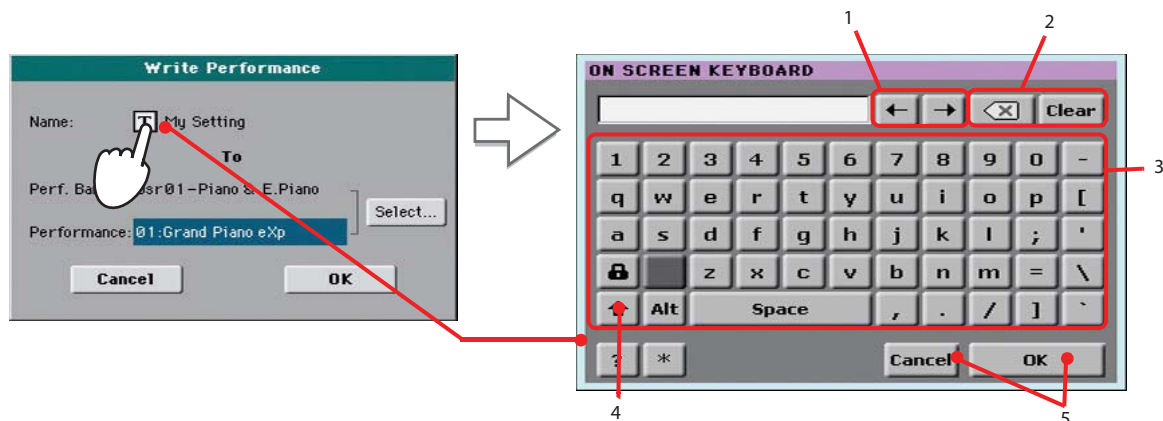 1 2
Write Performance
Name: T My Setting
To
Perf. Ba sr01-Piano & E.Piano
Select...
Performance: 01:Grand Piano eXp
Cancel OK
ON SCREEN KEYBOARD
← → ⌫ Clear
1 2 3 4 5 6 7 8 9 0 -
3
q w e r t y u i o p [
a s d f g h j k l ; '
z x c v b n m = \
Alt Space , . / ] `
? *
Cancel OK
4 5